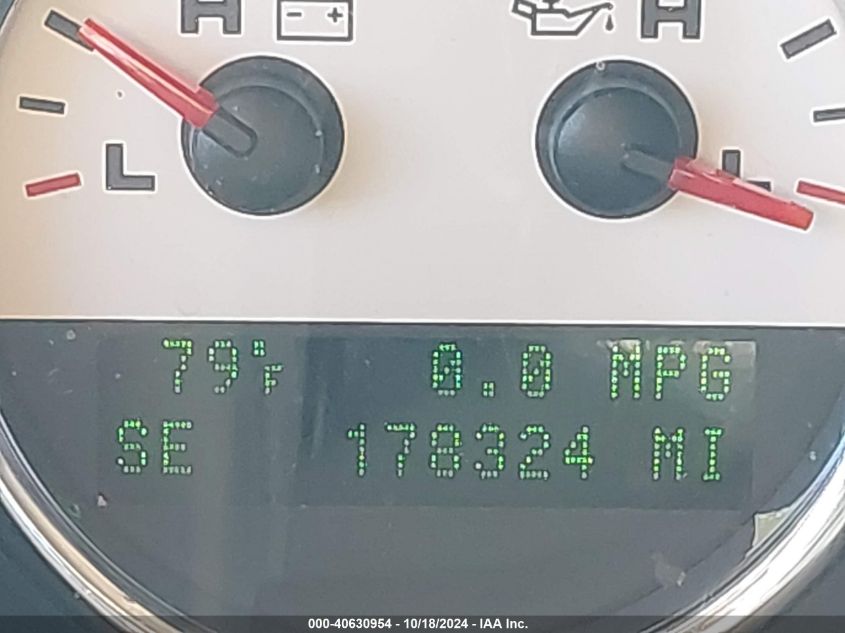 H H
L L
79°F 0.0 MPG
SE 178324 MI
000-40630954 - 10/18/2024 - IAA Inc.